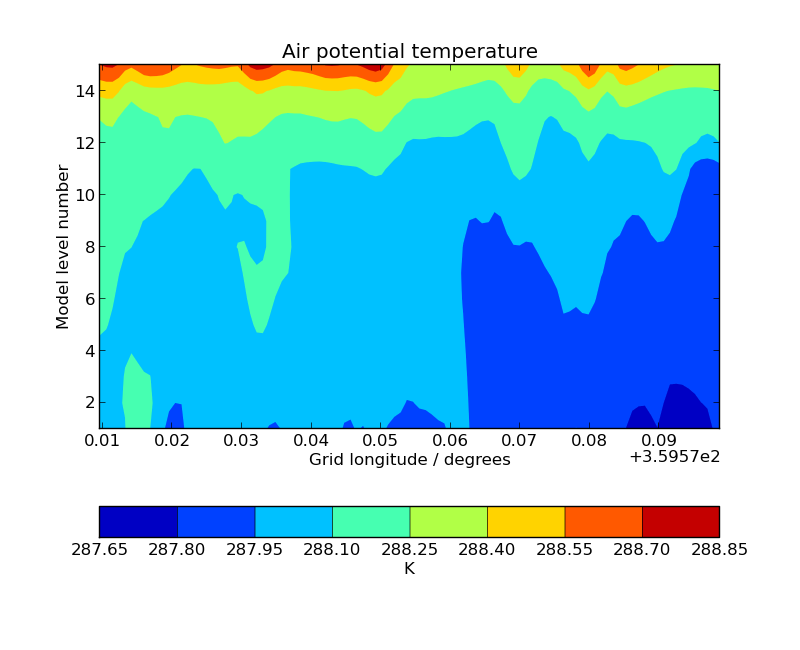 Air potential temperature
14
12
10
8
6
4
2
Model level number
0.01 0.02 0.03 0.04 0.05 0.06 0.07 0.08 0.09
Grid longitude / degrees
+3.5957e2
287.65 287.80 287.95 288.10 288.25 288.40 288.55 288.70 288.85
K